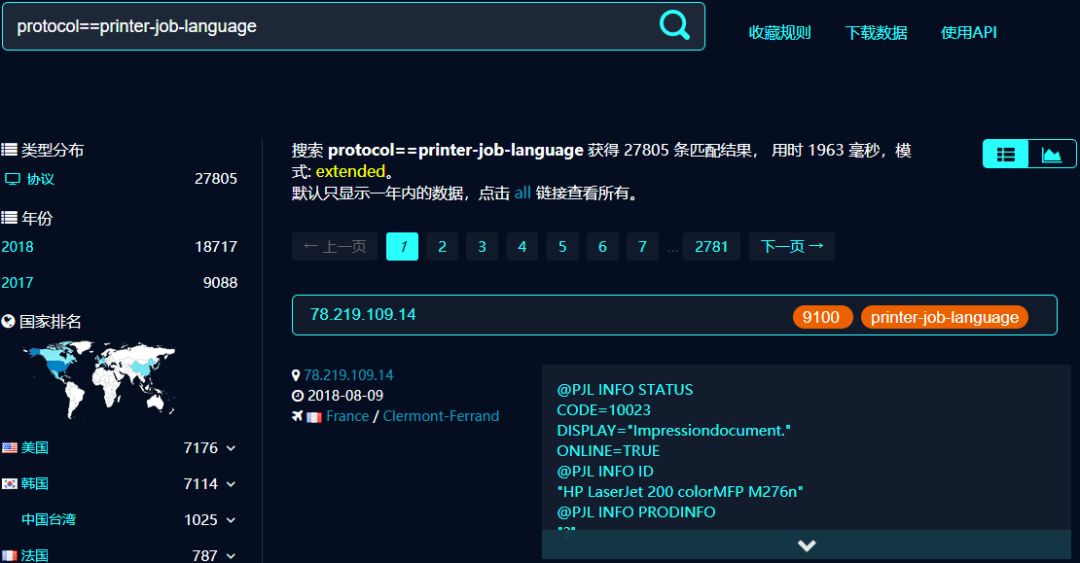 protocol==printer-job-language
收藏规则 下载数据 使用API
类型分布
协议 27805
年份
2018 18717
2017 9088
国家排名
美国 7176
韩国 7114
中国台湾 1025
法国 787
搜索 protocol==printer-job-language 获得 27805 条匹配结果， 用时 1963 毫秒，模
式: extended。
默认只显示一年内的数据，点击 all 链接查看所有。
← 上一页 1 2 3 4 5 6 7 ... 2781 下一页 →
78.219.109.14 9100 printer-job-language
78.219.109.14
2018-08-09
France / Clermont-Ferrand
@PJL INFO STATUS
CODE=10023
DISPLAY="Impressiondocument."
ONLINE=TRUE
@PJL INFO ID
"HP LaserJet 200 colorMFP M276n"
@PJL INFO PRODINFO
"?"